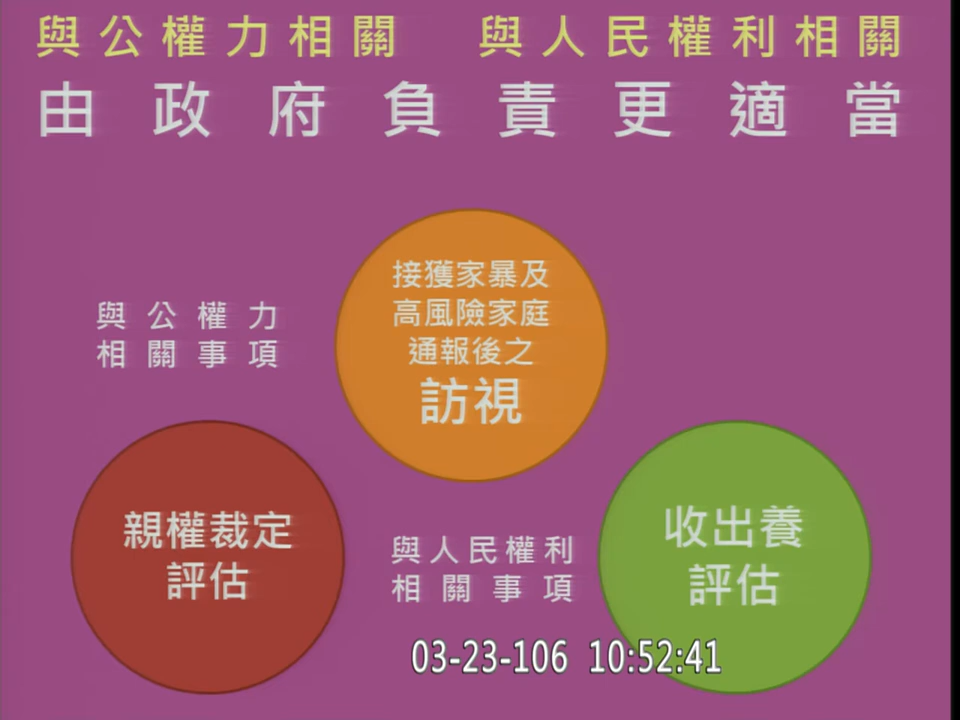 與公權力相關 與人民權利相關
由政府負責更適當
接獲家暴及
高風險家庭
通報後之
訪視
與公權力
相關事項
親權裁定
評估
與人民權利
相關事項
收出養
評估
03-23-106 10:52:41